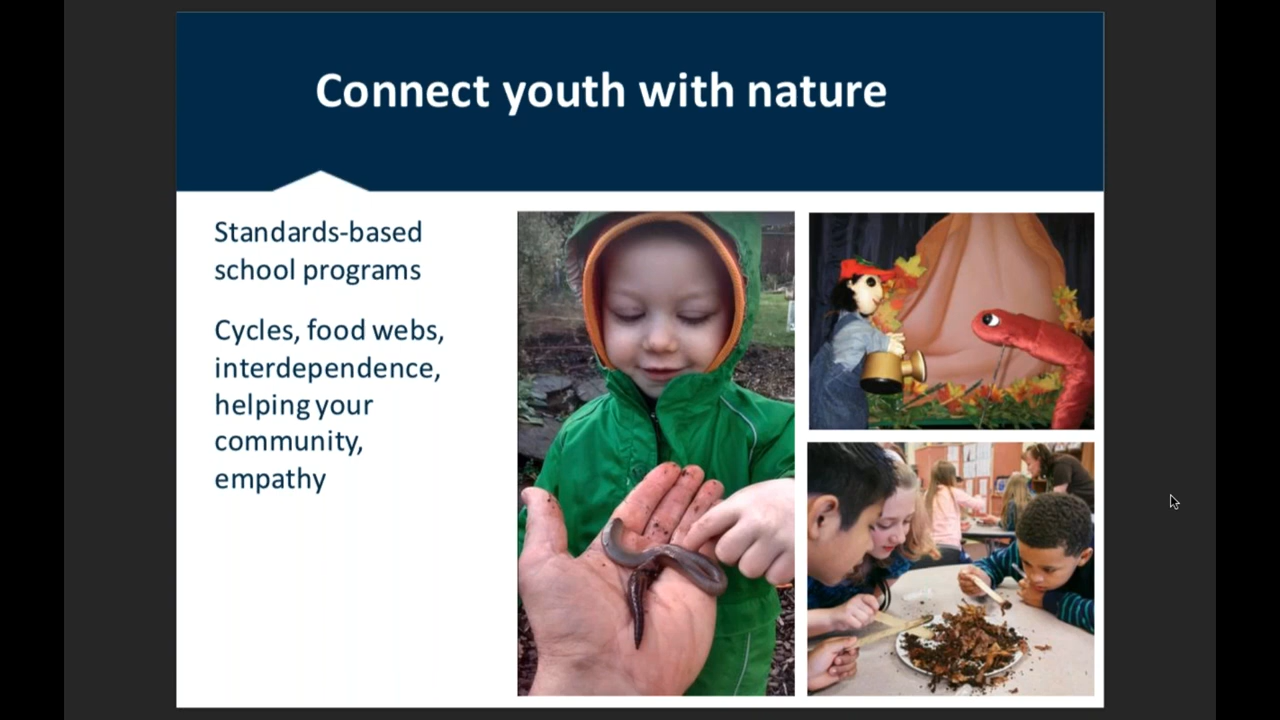 Connect youth with nature
Standards-based
school programs
Cycles, food webs,
interdependence,
helping your
community,
empathy